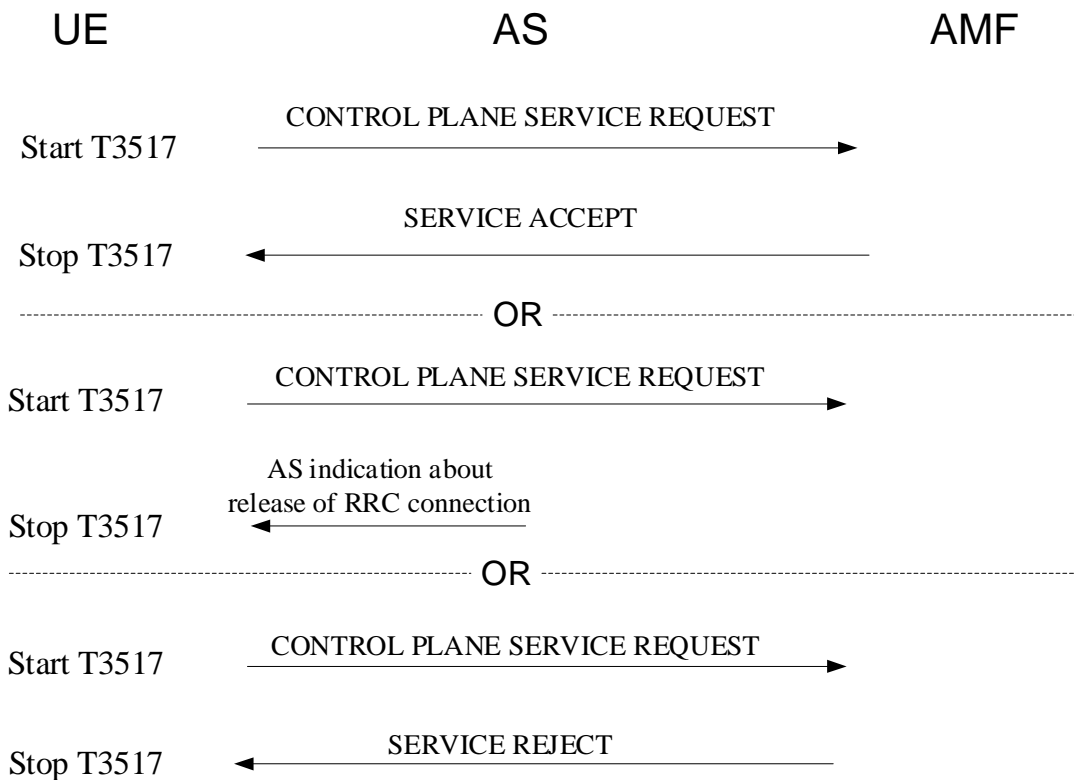 UE AS AMF
CONTROL PLANE SERVICE REQUEST
Start T3517
SERVICE ACCEPT
Stop T3517
OR
CONTROL PLANE SERVICE REQUEST
Start T3517
AS indication about
release of RRC connection
Stop T3517
OR
CONTROL PLANE SERVICE REQUEST
Start T3517
SERVICE REJECT
Stop T3517